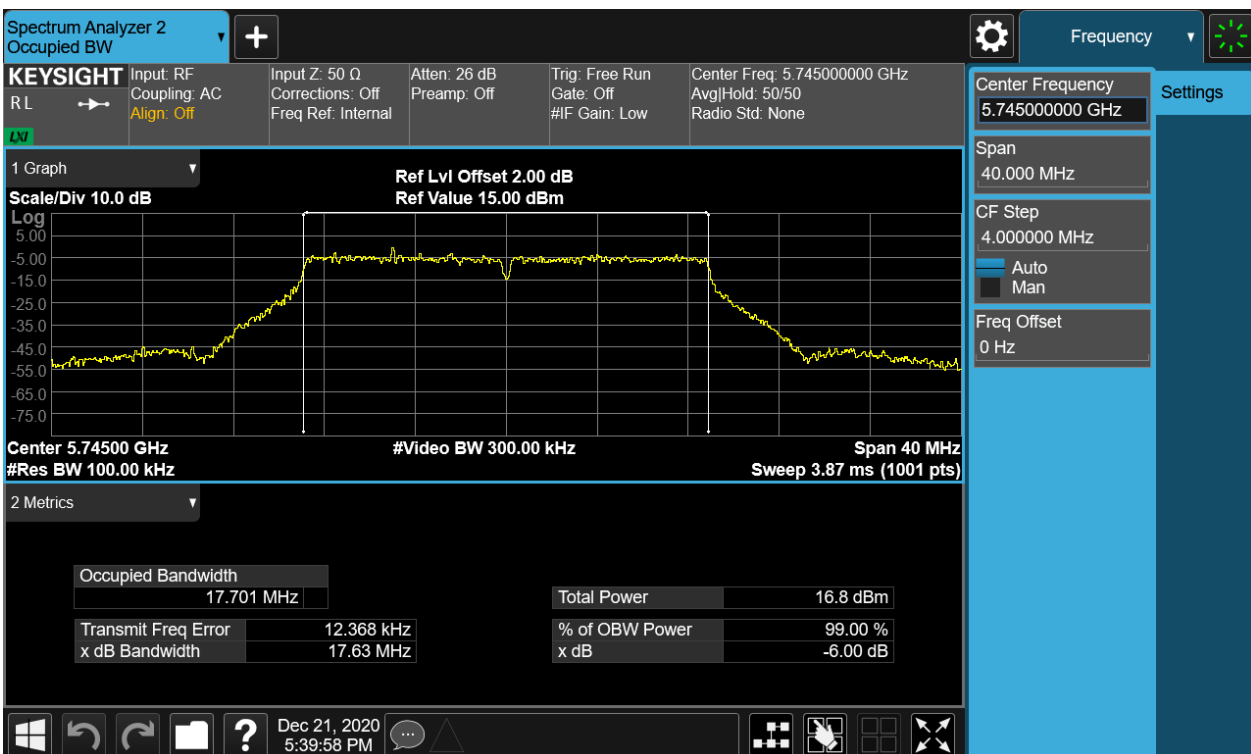 Spectrum Analyzer 2
Occupied BW
Frequency
KEYSIGHT
R L
LXI
Input: RF
Coupling: AC
Align: Off
Input Z: 50 Ω
Corrections: Off
Freq Ref: Internal
Atten: 26 dB
Preamp: Off
Trig: Free Run
Gate: Off
#IF Gain: Low
Center Freq: 5.745000000 GHz
Avg|Hold: 50/50
Radio Std: None
Center Frequency
5.745000000 GHz
Settings
Span
40.000 MHz
CF Step
4.000000 MHz
Auto
Man
Freq Offset
0 Hz
1 Graph
Scale/Div 10.0 dB
Ref Lvl Offset 2.00 dB
Ref Value 15.00 dBm
Log
5.00
-5.00
-15.0
-25.0
-35.0
-45.0
-55.0
-65.0
-75.0
Center 5.74500 GHz
#Video BW 300.00 kHz
Span 40 MHz
#Res BW 100.00 kHz
Sweep 3.87 ms (1001 pts)
2 Metrics
Occupied Bandwidth
17.701 MHz
Total Power 16.8 dBm
Transmit Freq Error 12.368 kHz
% of OBW Power 99.00 %
x dB Bandwidth 17.63 MHz
x dB -6.00 dB
?
Dec 21, 2020
5:39:58 PM